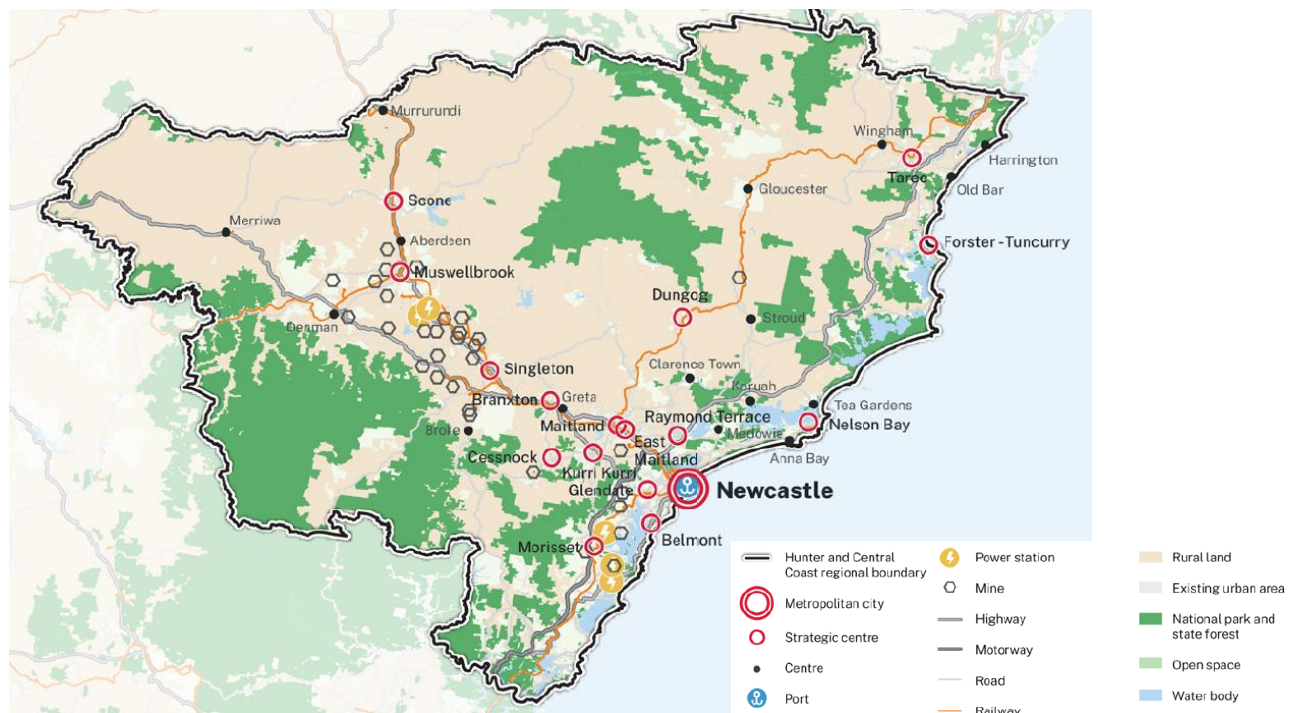 Murrurundi
Wingham
Harrington
Taree
Gloucester
Old Bar
Scone
Merriwa
Aberdeen
Forster - Tuncurry
Muswellbrook
Dungog
Denman
Stroud
Clarence Town
Singleton
Karuah
Branxton
Greta
Tea Gardens
Raymond Terrace
Maitland
Nelson Bay
Broke
Medowie
East
Maitland
Anna Bay
Cessnock
Kurri Kurri
Glendale
Newcastle
Belmont
Morisset
Hunter and Central
Coast regional boundary
Metropolitan city
Strategic centre
Centre
Port
Power station
Mine
Highway
Motorway
Road
Railway
Rural land
Existing urban area
National park and
state forest
Open space
Water body